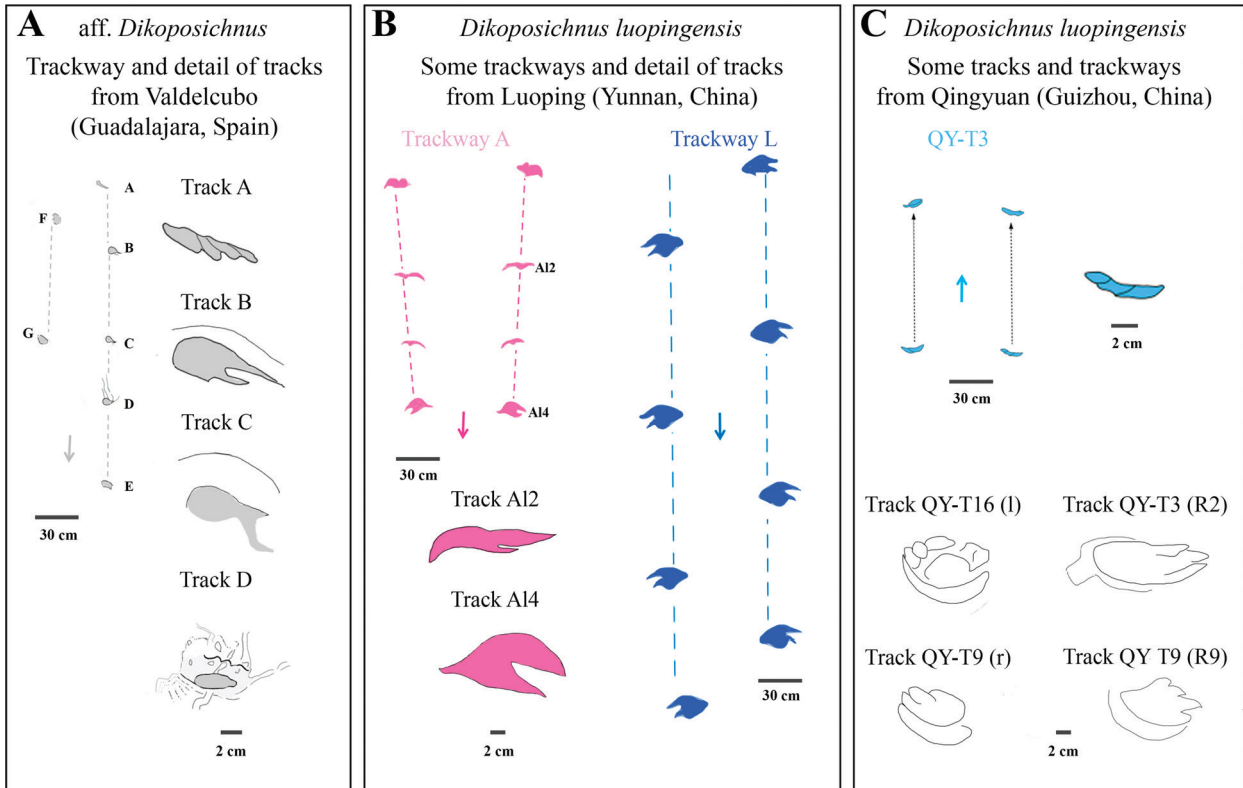 A
aff. Dikoposichnus
Trackway and detail of tracks
from Valdelcubo
(Guadalajara, Spain)
A
Track A
F
B
Track B
G
C
D
Track C
E
30 cm
Track D
2 cm
B
Dikoposichnus luopingensis
Some trackways and detail of tracks
from Luoping (Yunnan, China)
Trackway A
Trackway L
Al2
Al4
30 cm
Track Al2
Track Al4
30 cm
2 cm
C
Dikoposichnus luopingensis
Some tracks and trackways
from Qingyuan (Guizhou, China)
QY-T3
2 cm
30 cm
Track QY-T16 (l)
Track QY-T3 (R2)
Track QY-T9 (r)
Track QY T9 (R9)
2 cm